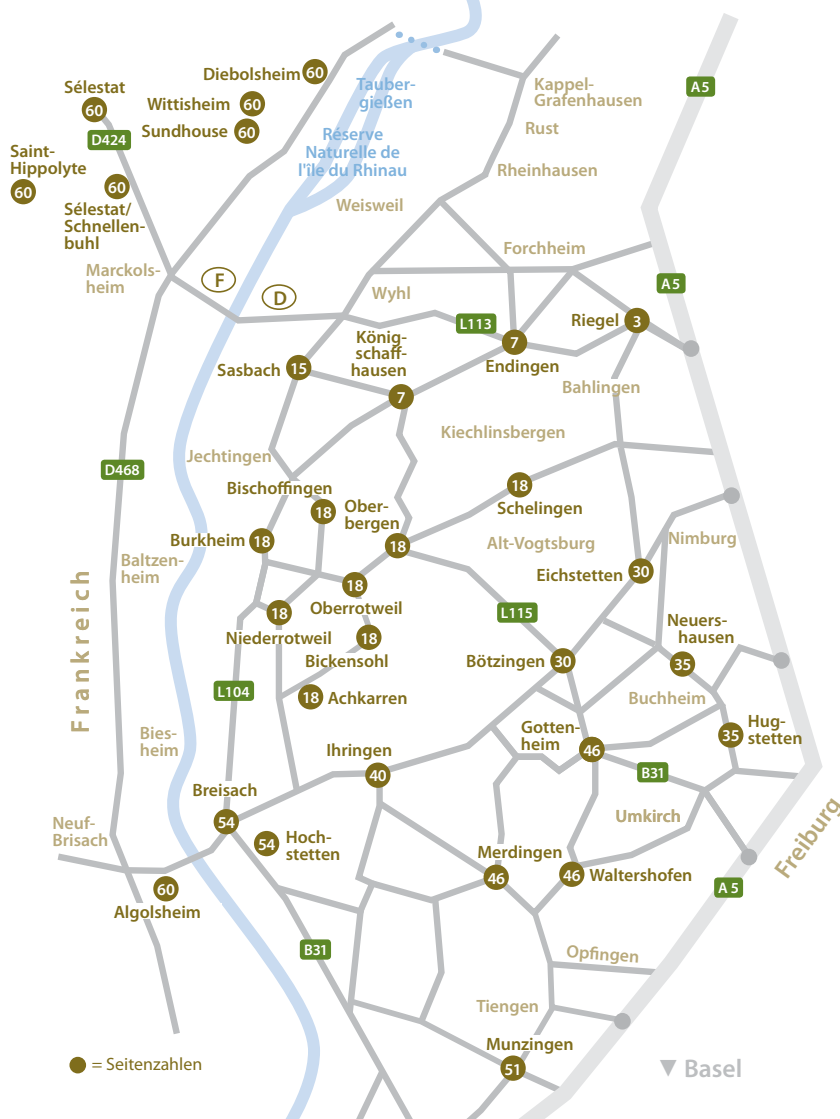 Diebolsheim 60
Sélestat
60
Wittisheim 60
Sundhouse 60
D424
Saint-
Hippolyte
60
60
Sélestat/
Schnellen-
buhl
Marckols-
heim
Tauber-
gießen
Réserve
Naturelle de
l'île du Rhinau
Kappel-
Grafenhausen
Rust
Rheinhausen
Weisweil
A5
Forchheim
F
D
Wyhl
A5
L113
Riegel 3
König-
schaff-
hausen
7
7
Endingen
Sasbach 15
Bahlingen
Kiechlinsbergen
Jechtingen
D468
Bischoffingen
18
Ober-
bergen
18
18
Schelingen
Burkheim 18
Alt-Vogtsburg
Nimburg
Baltzen-
heim
Eichstetten 30
18
Oberrotweil
18
Niederrotweil
18
Bickensohl
L115
Neuers-
hausen
35
Frankreich
Bötzingen 30
L104
18 Achkarren
Buchheim
Bies-
heim
Gotten-
heim
46
Hug-
stetten
35
Ihringen
40
B31
Breisach
54
Umkirch
Neuf-
Brisach
54 Hoch-
stetten
Merdingen
46
46 Waltershofen
Freiburg
60
Algolsheim
A 5
B31
Opfingen
Tiengen
Munzingen
51
= Seitenzahlen
▼ Basel